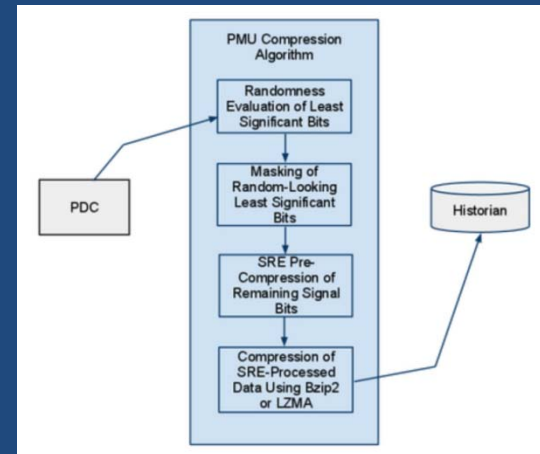 PMU Compression
Algorithm
Randomness
Evaluation of Least
Significant Bits
Masking of
Random-Looking
Least Significant
Bits
PDC
Historian
SRE Pre-
Compression of
Remaining Signal
Bits
Compression of
SRE-Processed
Data Using Bzip2
or LZMA